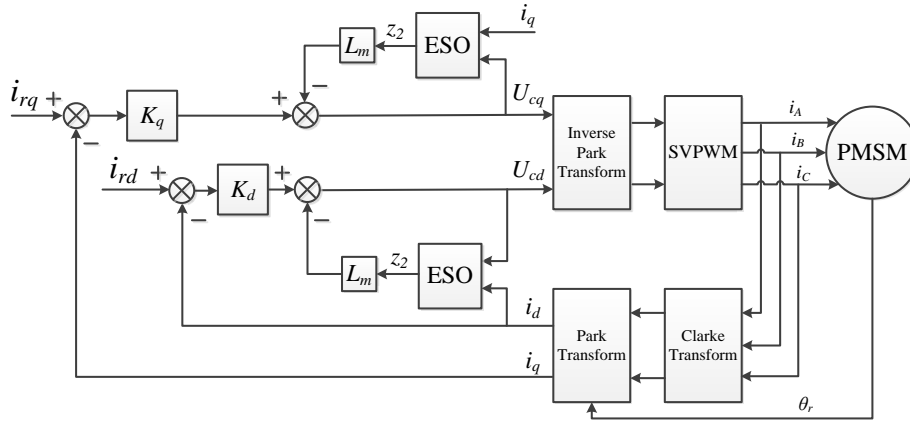 i_q
L_m
z_2
ESO
−
i_rq
+
−
K_q
+
U_cq
Inverse
Park
Transform
SVPWM
i_A
i_B
i_C
PMSM
i_rd
+
−
K_d
+
−
U_cd
L_m
z_2
ESO
i_d
i_q
Park
Transform
Clarke
Transform
θ_r